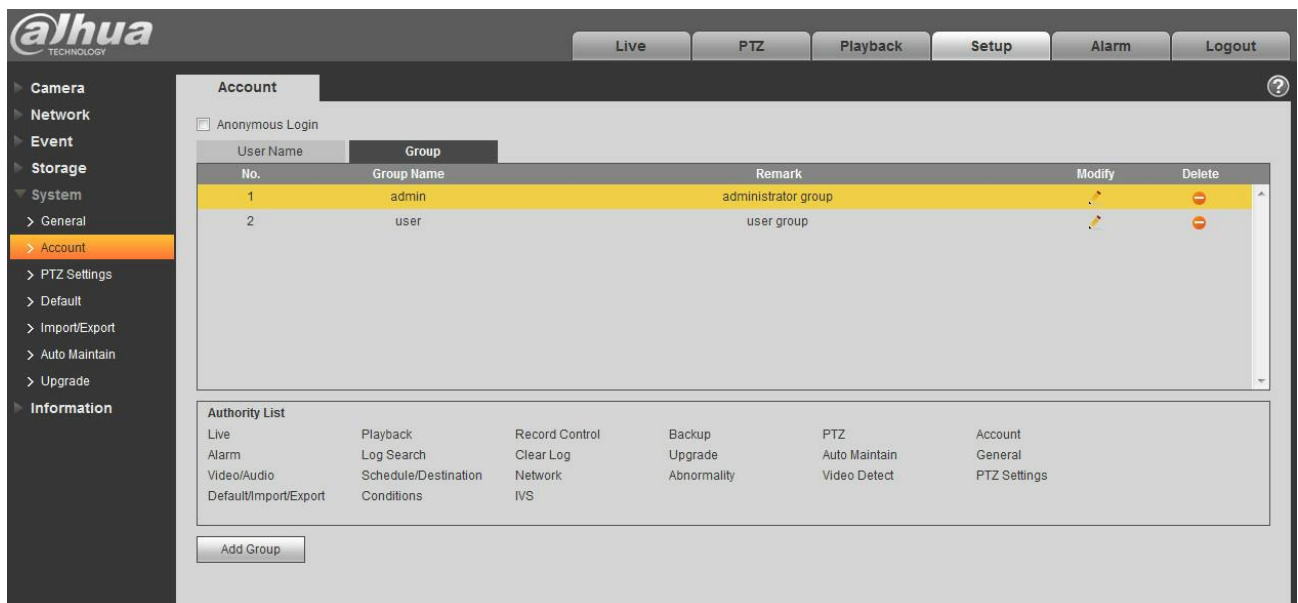 alhua
TECHNOLOGY
Live PTZ Playback Setup Alarm Logout
Camera
Network
Event
Storage
System
> General
> Account
> PTZ Settings
> Default
> Import/Export
> Auto Maintain
> Upgrade
Information
Account
?
Anonymous Login
User Name Group
No. Group Name Remark Modify Delete
1 admin administrator group
2 user user group
Authority List
Live Playback Record Control Backup PTZ Account
Alarm Log Search Clear Log Upgrade Auto Maintain General
Video/Audio Schedule/Destination Network Abnormality Video Detect PTZ Settings
Default/Import/Export Conditions IVS
Add Group